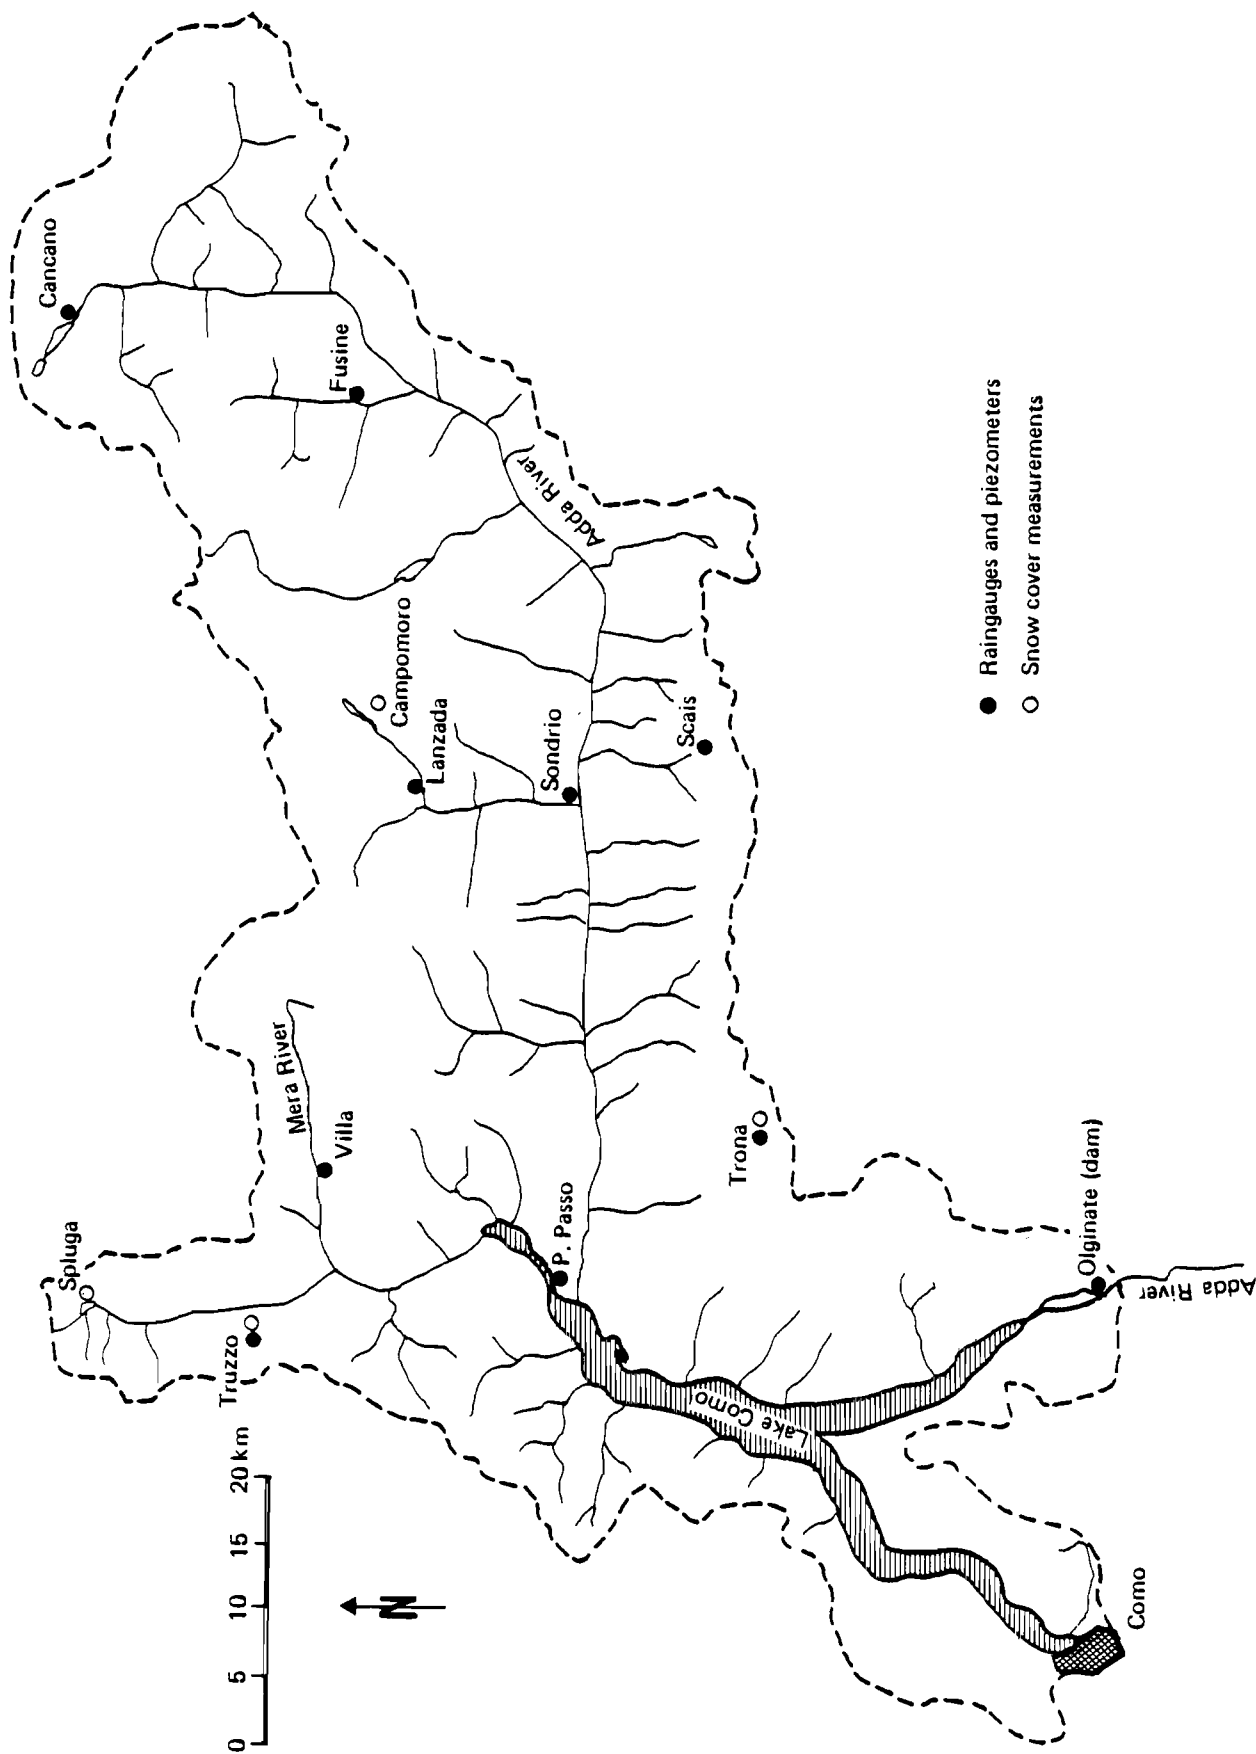 Spluga
Truzzo
Mera River
Villa
Cancano
Fusine
Campomoro
Lanzada
Sondrio
Scais
Adda River
P. Passo
Trona
Lake Como
Olginate (dam)
Adda River
Como
0 5 10 15 20 km
N
Raingauges and piezometers
Snow cover measurements